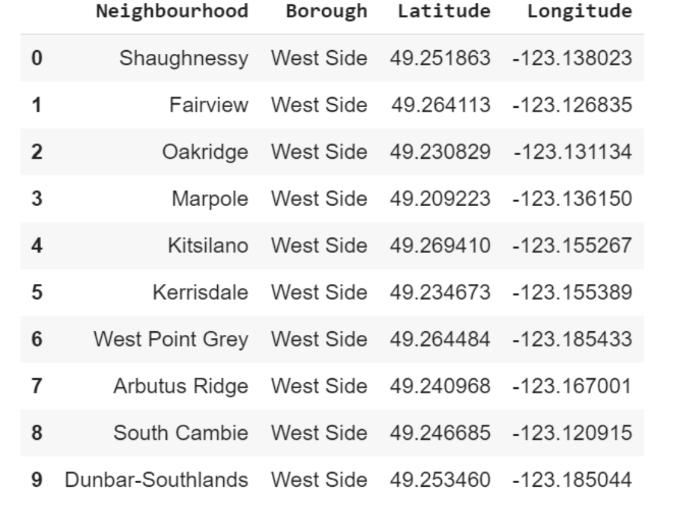 Neighbourhood Borough Latitude Longitude
0 Shaughnessy West Side 49.251863 -123.138023
1 Fairview West Side 49.264113 -123.126835
2 Oakridge West Side 49.230829 -123.131134
3 Marpole West Side 49.209223 -123.136150
4 Kitsilano West Side 49.269410 -123.155267
5 Kerrisdale West Side 49.234673 -123.155389
6 West Point Grey West Side 49.264484 -123.185433
7 Arbutus Ridge West Side 49.240968 -123.167001
8 South Cambie West Side 49.246685 -123.120915
9 Dunbar-Southlands West Side 49.253460 -123.185044